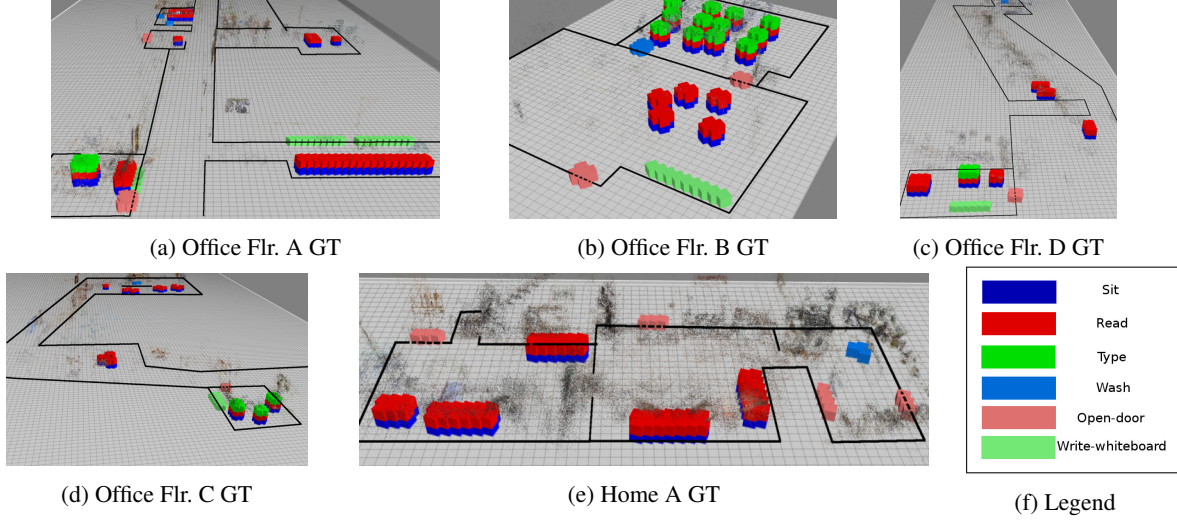 (a) Office Flr. A GT
(b) Office Flr. B GT
(c) Office Flr. D GT
(d) Office Flr. C GT
(e) Home A GT
Sit
Read
Type
Wash
Open-door
Write-whiteboard
(f) Legend